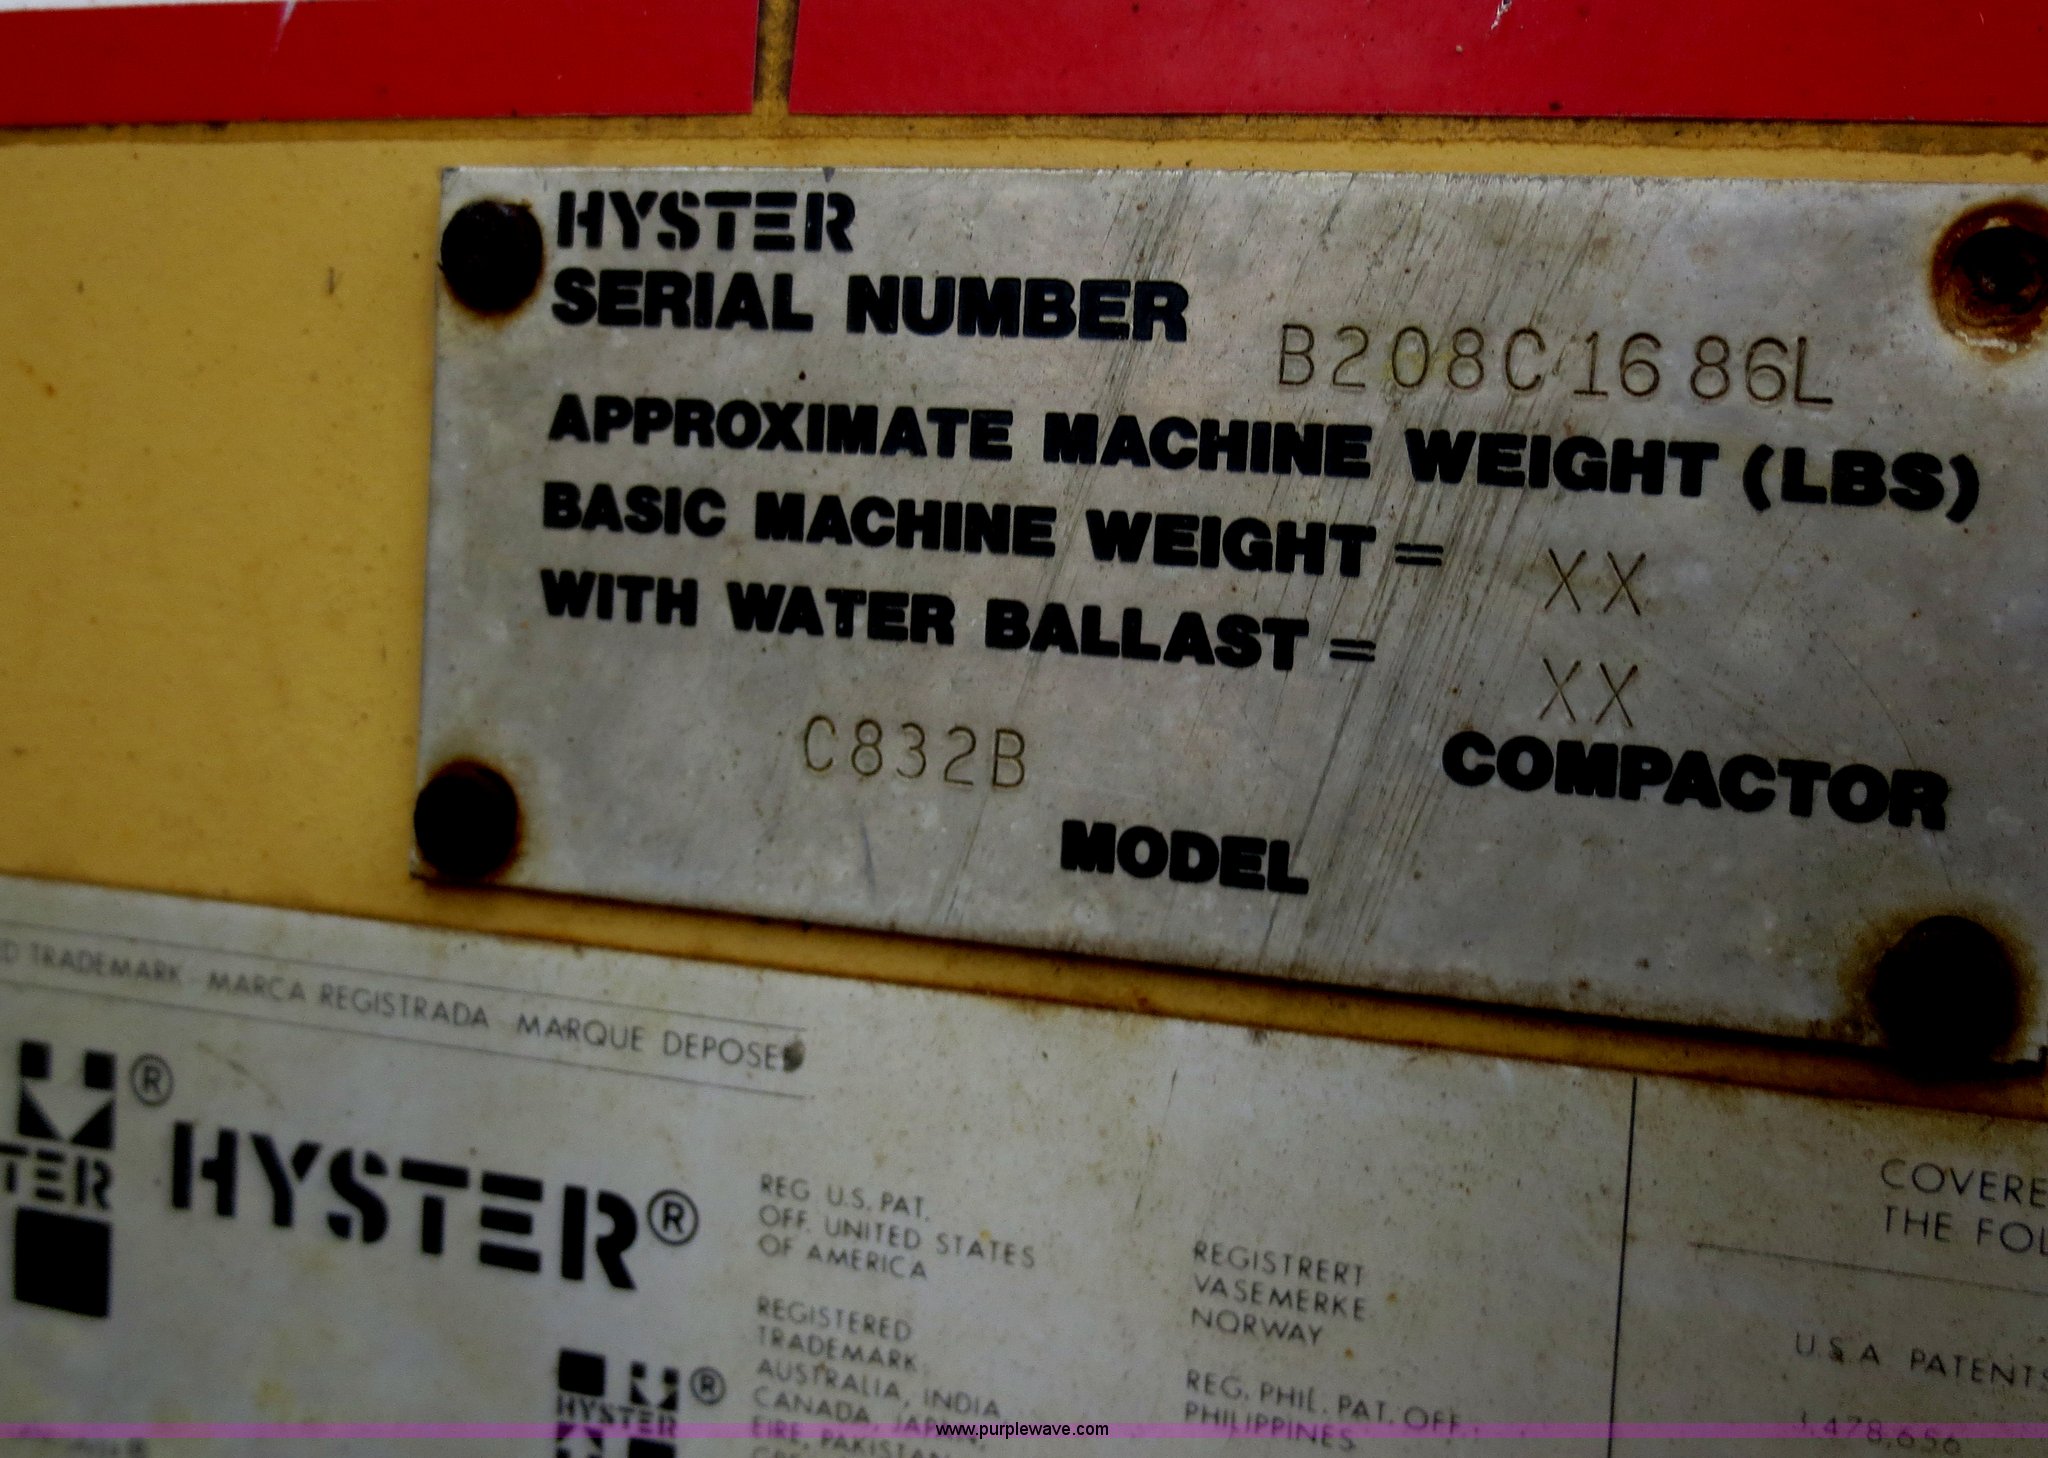 HYSTER
SERIAL NUMBER B208C1686L
APPROXIMATE MACHINE WEIGHT (LBS)
BASIC MACHINE WEIGHT = XX
WITH WATER BALLAST = XX
C832B COMPACTOR
MODEL
TRADEMARK MARCA REGISTRADA MARQUE DEPOSEE
®
TER
HYSTER®
REG. U.S. PAT.
OFF. UNITED STATES
OF AMERICA
REGISTERED
TRADEMARK
AUSTRALIA, INDIA
CANADA, JAPAN,
EIRE, PAKISTAN
®
HYSTER
REGISTRERT
VASEMERKE
NORWAY
REG. PHIL. PAT. OFF.
PHILIPPINES
COVERE
THE FOL
U.S.A PATENTS
3,478,656
www.purplewave.com